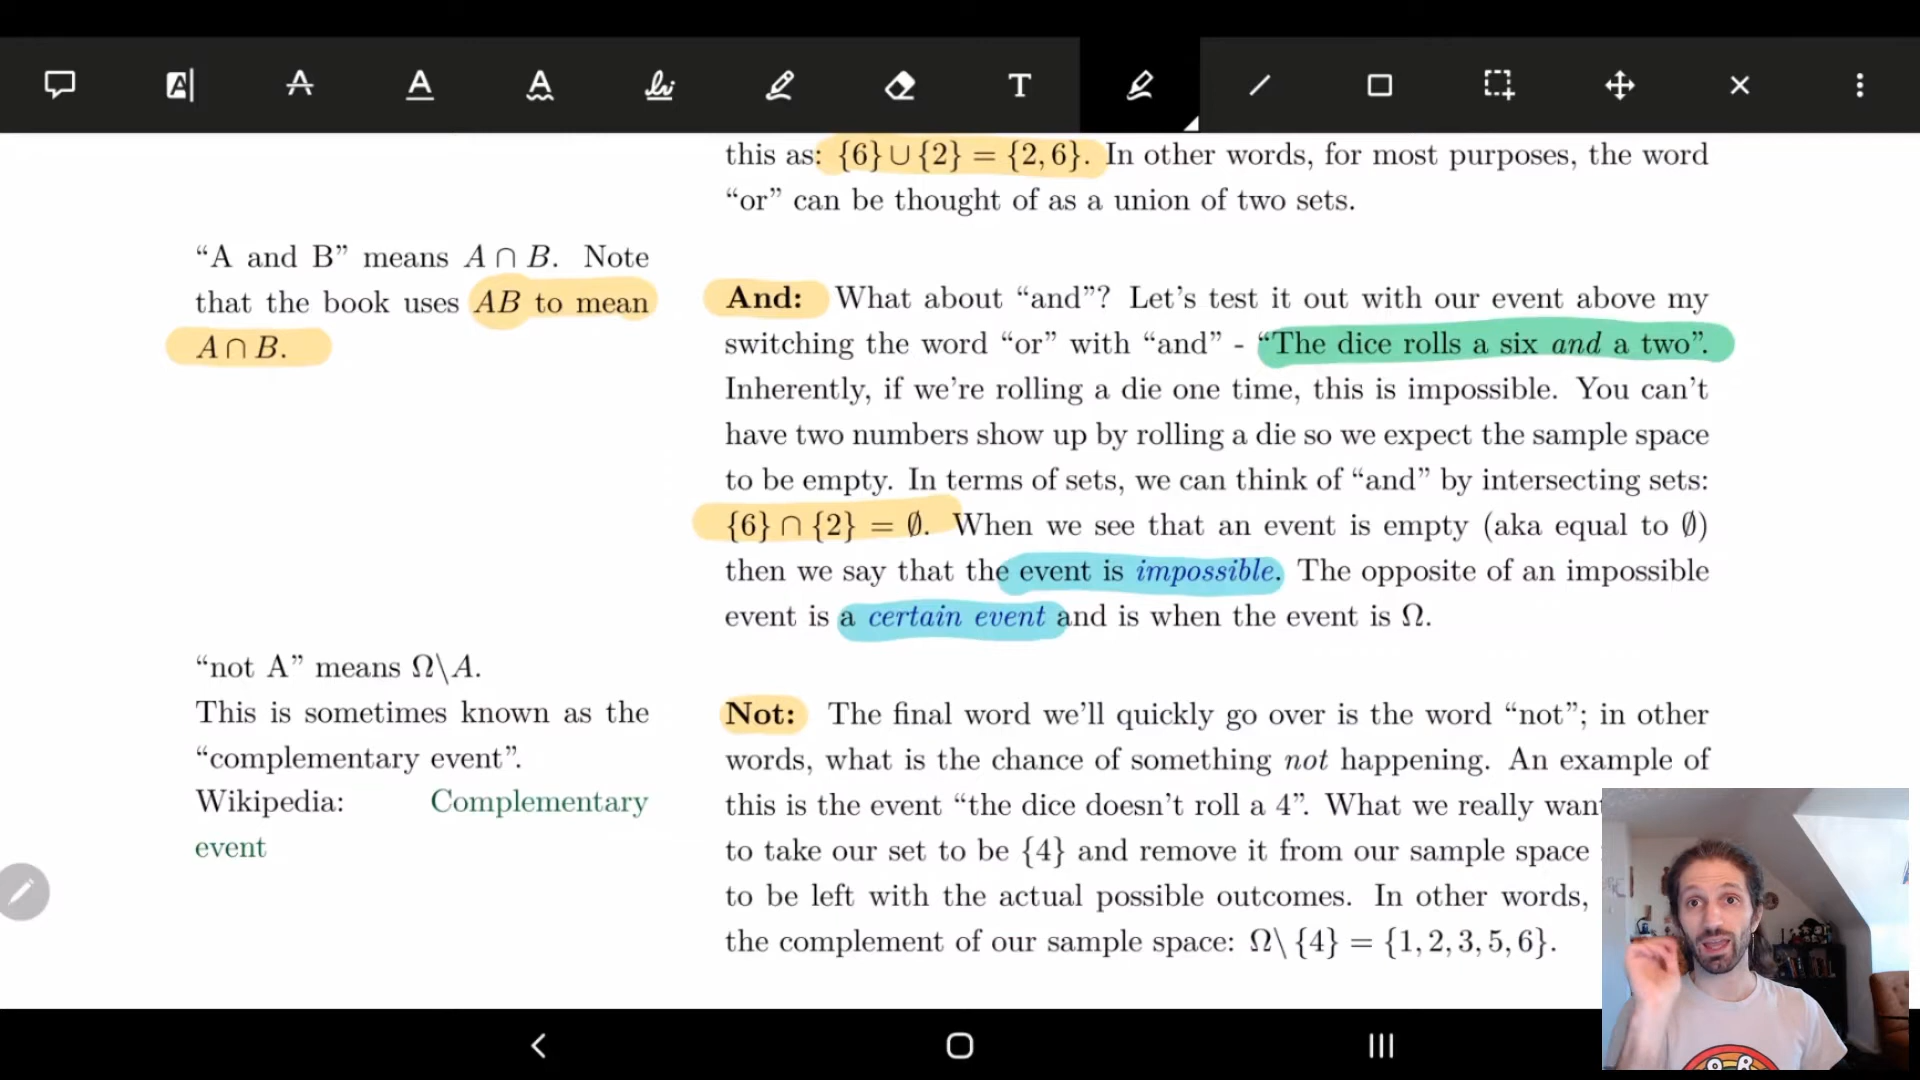 this as: {6} ∪ {2} = {2, 6}. In other words, for most purposes, the word
“or” can be thought of as a union of two sets.
“A and B” means A ∩ B. Note
that the book uses AB to mean
A ∩ B.
And: What about “and”? Let’s test it out with our event above my
switching the word “or” with “and” - “The dice rolls a six and a two”.
Inherently, if we’re rolling a die one time, this is impossible. You can’t
have two numbers show up by rolling a die so we expect the sample space
to be empty. In terms of sets, we can think of “and” by intersecting sets:
{6} ∩ {2} = ∅. When we see that an event is empty (aka equal to ∅)
then we say that the event is impossible. The opposite of an impossible
event is a certain event and is when the event is Ω.
“not A” means Ω\A.
This is sometimes known as the
“complementary event”.
Wikipedia: Complementary
event
Not: The final word we’ll quickly go over is the word “not”; in other
words, what is the chance of something not happening. An example of
this is the event “the dice doesn’t roll a 4”. What we really want
to take our set to be {4} and remove it from our sample space
to be left with the actual possible outcomes. In other words,
the complement of our sample space: Ω\ {4} = {1, 2, 3, 5, 6}.